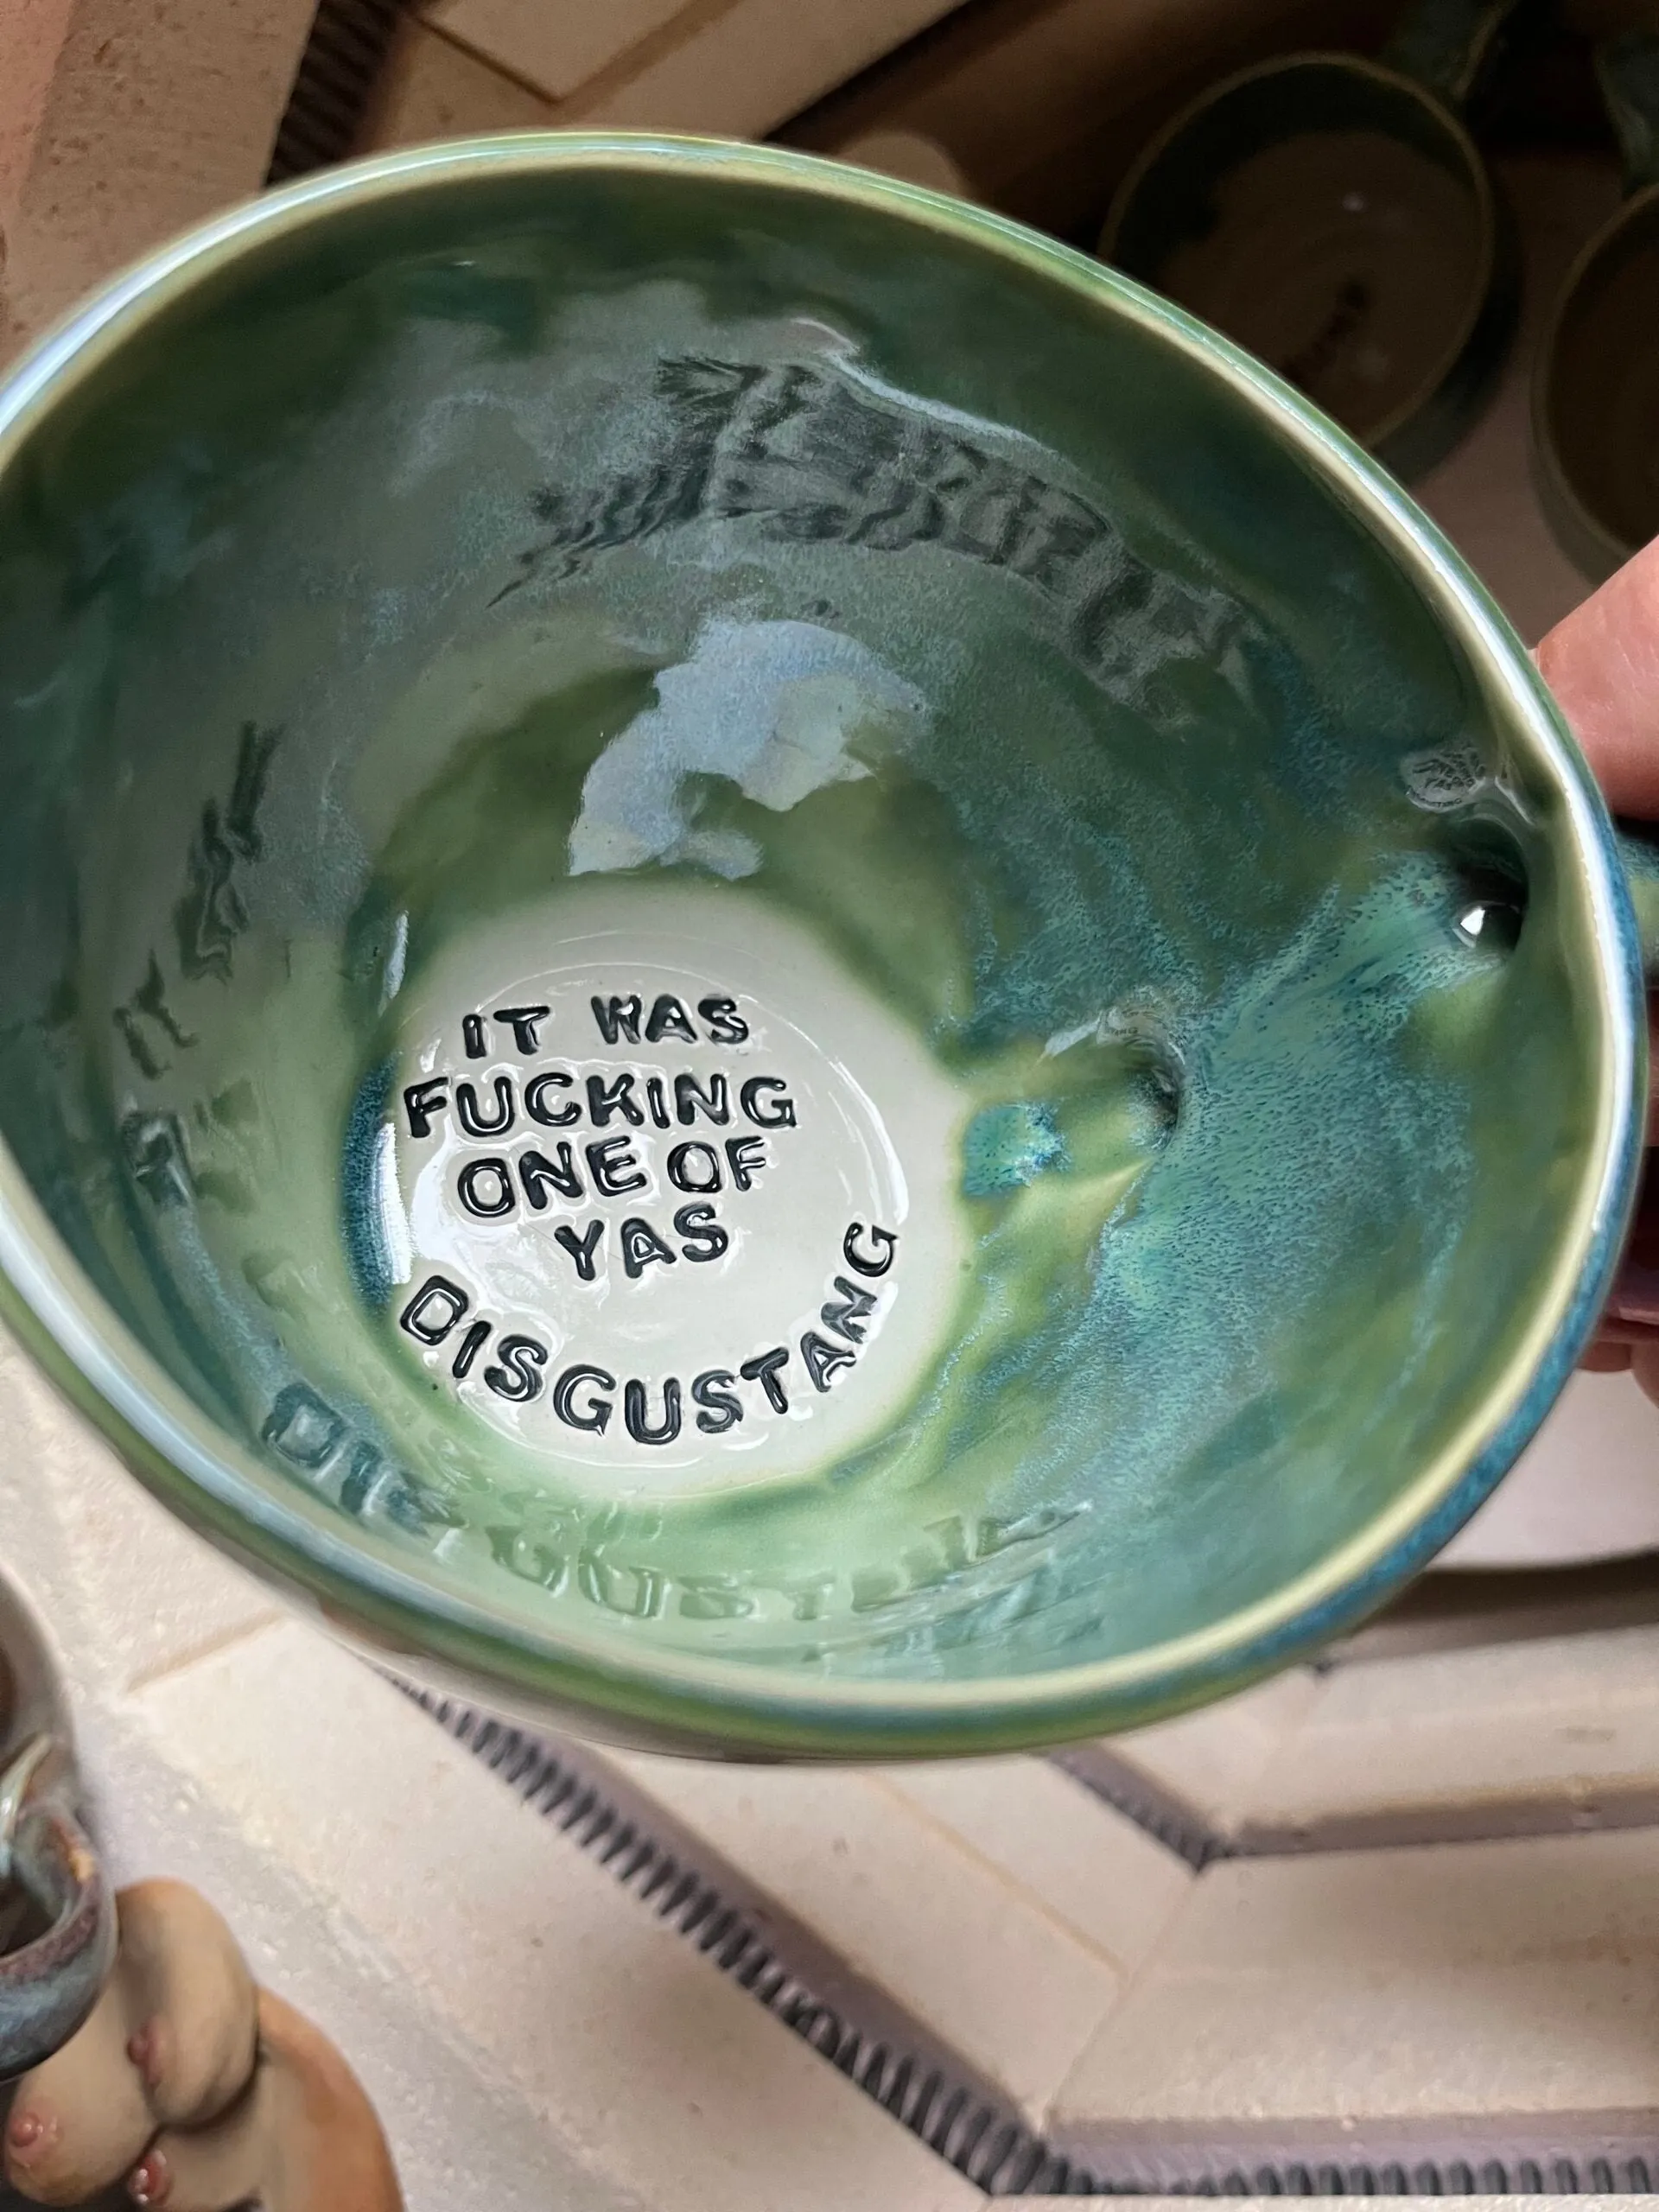 IT WAS
FUCKING
ONE OF
YAS
DISGUSTANG